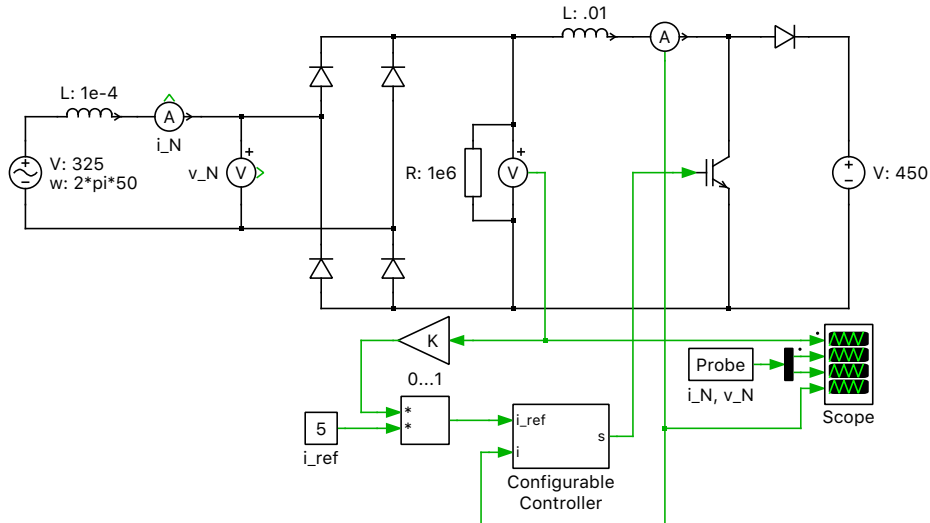 L: .01
A
L: 1e-4
A
i_N
V: 325
w: 2*pi*50
v_N
V
+
R: 1e6
V
+
V: 450
K
0...1
*
*
5
i_ref
i_ref
i
s
Configurable
Controller
Probe
i_N, v_N
Scope